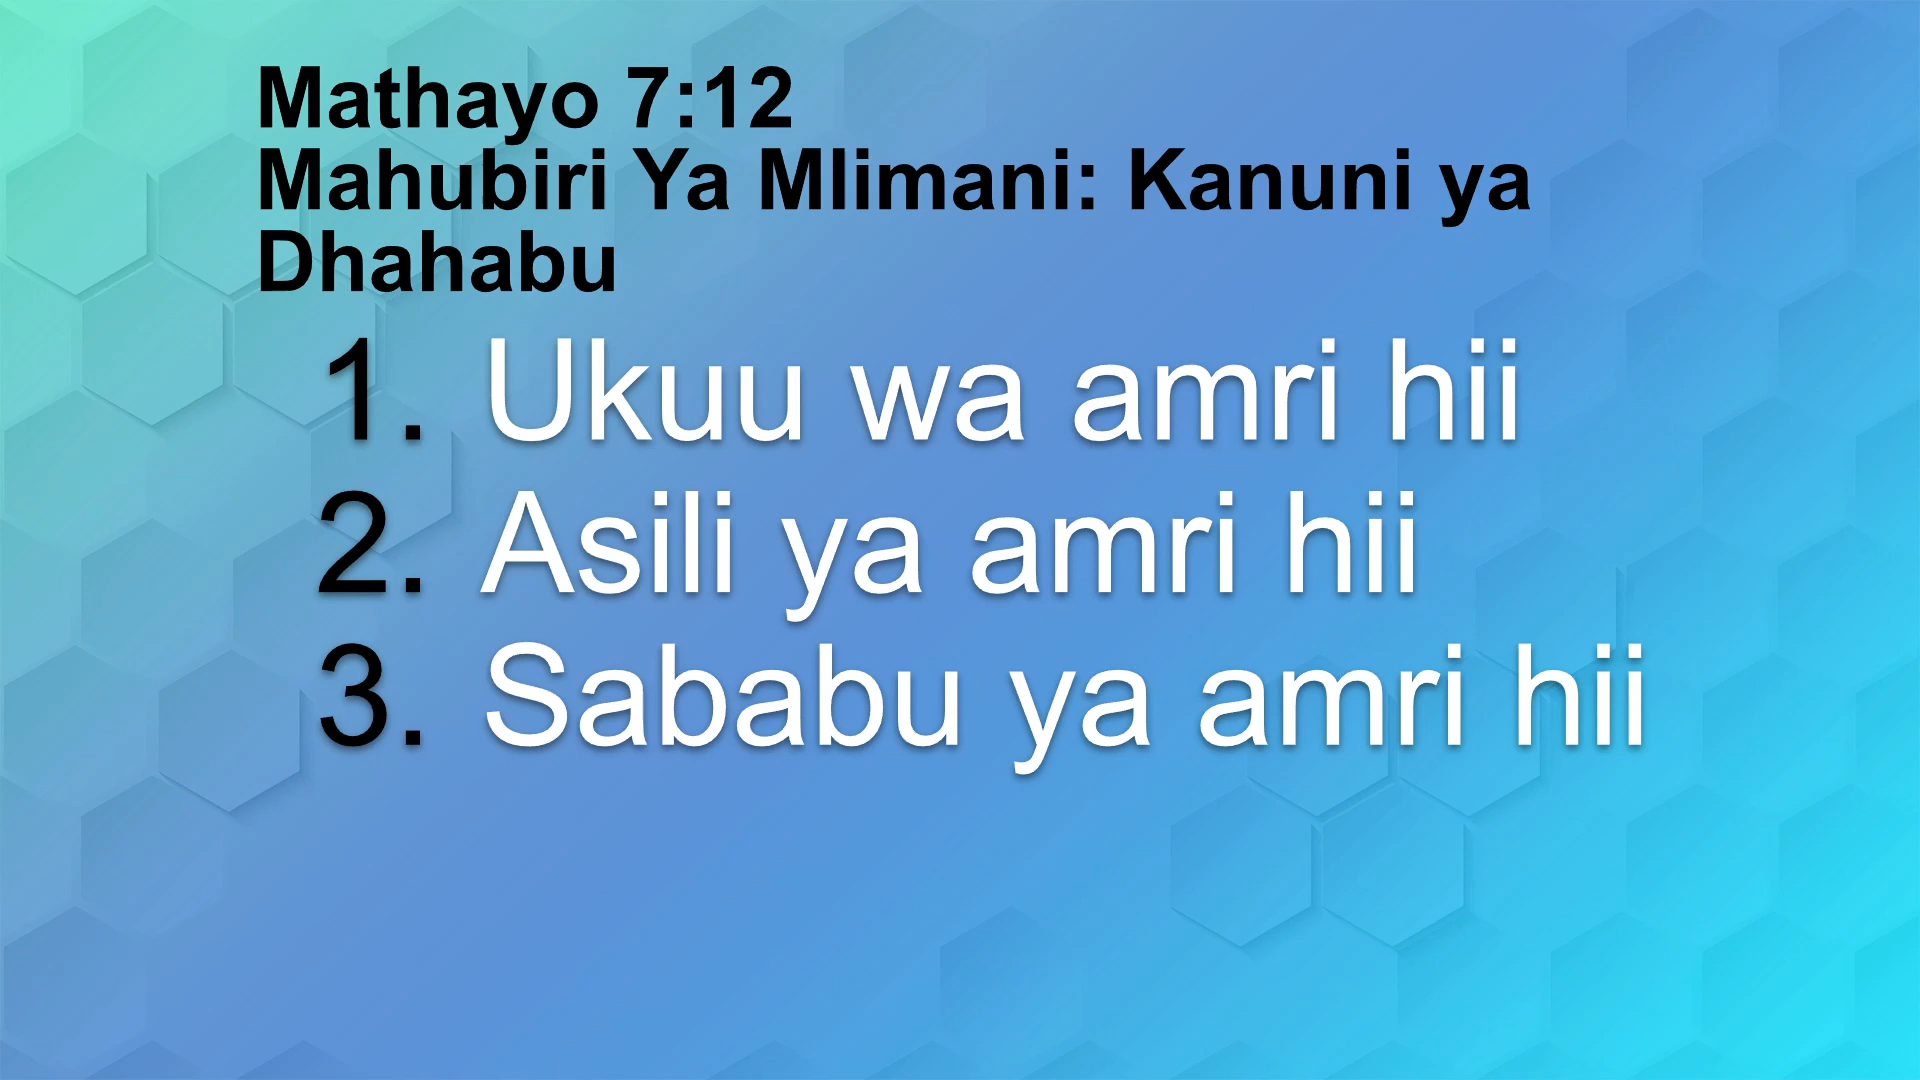 Mathayo 7:12
Mahubiri Ya Mlimani: Kanuni ya
Dhahabu
1. Ukuu wa amri hii
2. Asili ya amri hii
3. Sababu ya amri hii